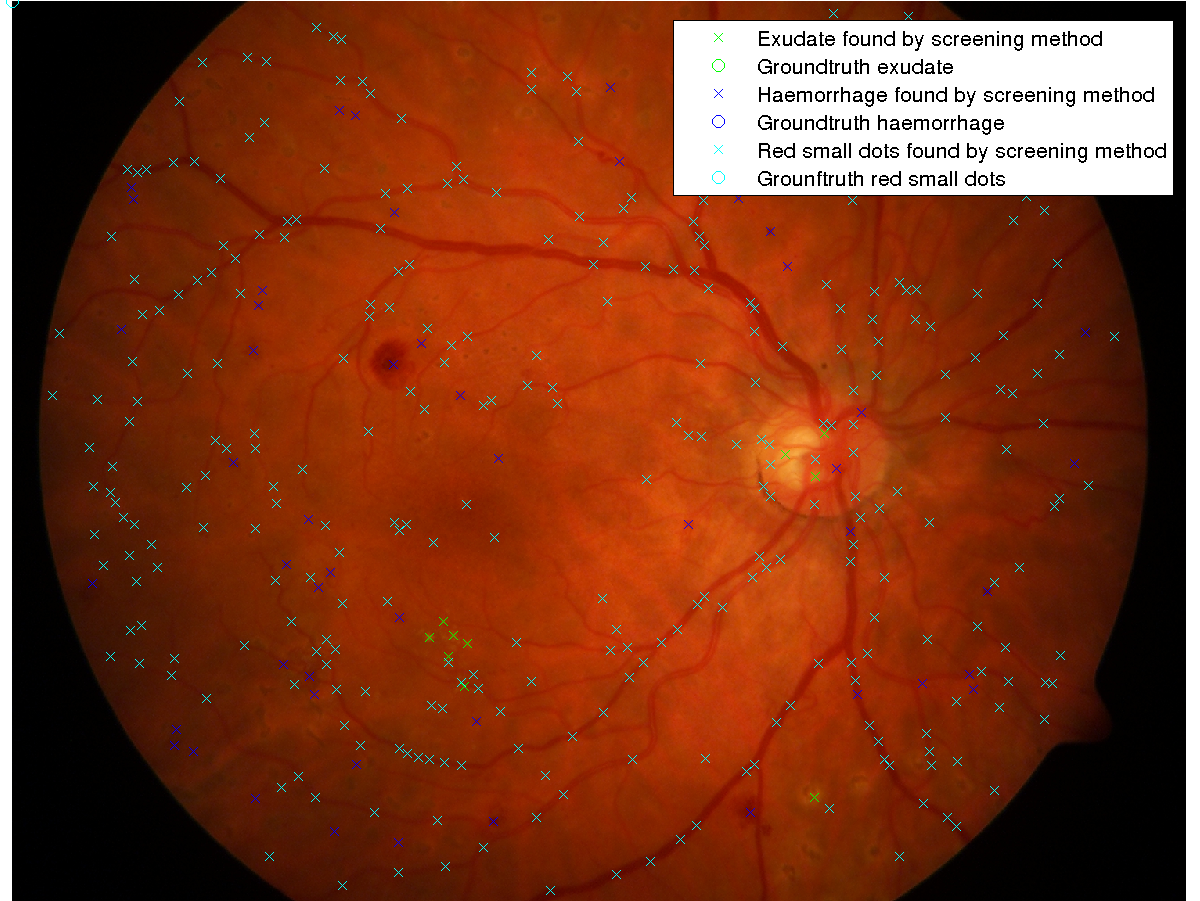 Exudate found by screening method
Groundtruth exudate
Haemorrhage found by screening method
Groundtruth haemorrhage
Red small dots found by screening method
Grounftruth red small dots